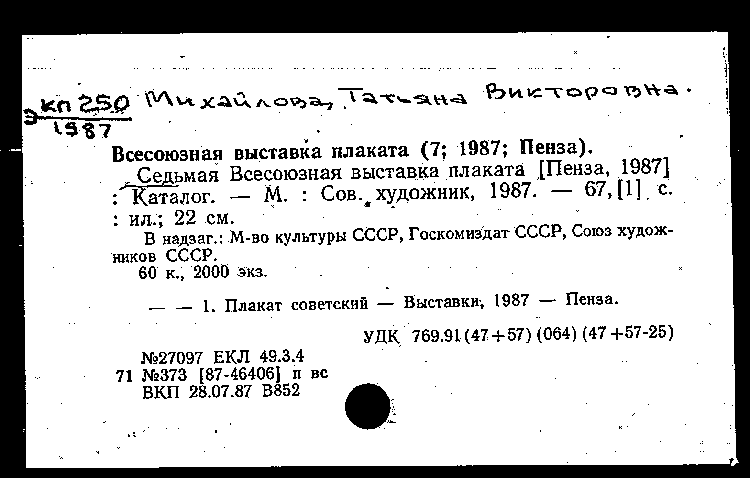 Э КП 250 Михайлова, Татьяна Викторовна.
1987
Всесоюзная выставка плаката (7; 1987; Пенза).
Седьмая Всесоюзная выставка плаката [Пенза, 1987]
: Каталог. — М. : Сов. художник, 1987. — 67, [1] с.
: ил.; 22 см.
В надзаг.: М-во культуры СССР, Госкомиздат СССР, Союз худож-
ников СССР.
60 к., 2000 экз.
— — 1. Плакат советский — Выставки, 1987 — Пенза.
УДК 769.91(47+57)(064)(47+57-25)
№27097 ЕКЛ 49.3.4
71 №373 [87-46406] п вс
ВКП 28.07.87 В852